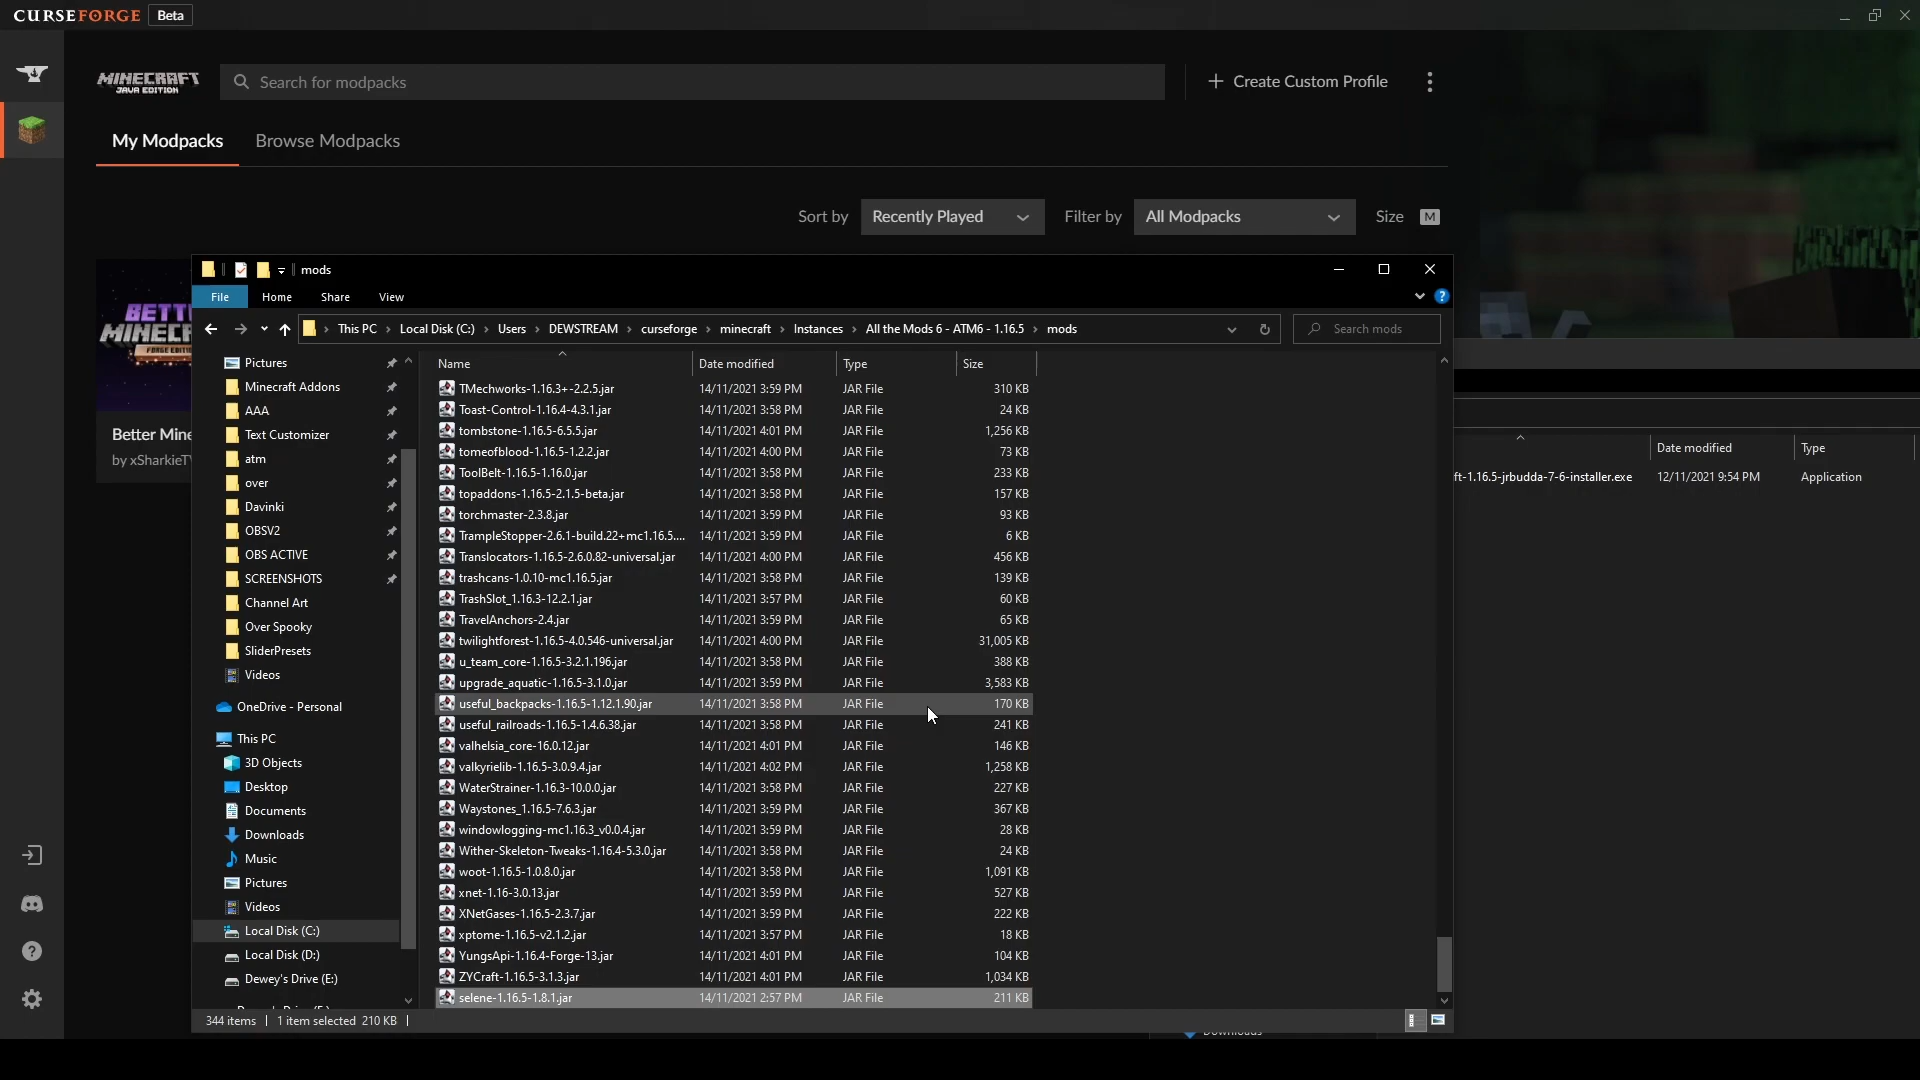 CURSEFORGE Beta
MINECRAFT
JAVA EDITION
Search for modpacks
Create Custom Profile
My Modpacks Browse Modpacks
Sort by Recently Played Filter by All Modpacks Size M
BETT
MINEC
FORGE EDITION
Better Mine
by xSharkieT
mods
File Home Share View
This PC Local Disk (C:) Users DEWSTREAM curseforge minecraft Instances All the Mods 6 - ATM6 - 1.16.5 mods
Search mods
Pictures
Minecraft Addons
AAA
Text Customizer
atm
over
Davinki
OBSV2
OBS ACTIVE
SCREENSHOTS
Channel Art
Over Spooky
SliderPresets
Videos
OneDrive - Personal
This PC
3D Objects
Desktop
Documents
Downloads
Music
Pictures
Videos
Local Disk (C:)
Local Disk (D:)
Dewey's Drive (E:)
Name Date modified Type Size
TMechworks-1.16.3+-2.2.5.jar 14/11/2021 3:59 PM JAR File 310 KB
Toast-Control-1.16.4-4.3.1.jar 14/11/2021 3:58 PM JAR File 24 KB
tombstone-1.16.5-6.5.5.jar 14/11/2021 4:01 PM JAR File 1,256 KB
tomeofblood-1.16.5-1.2.2.jar 14/11/2021 4:00 PM JAR File 73 KB
ToolBelt-1.16.5-1.16.0.jar 14/11/2021 3:58 PM JAR File 233 KB
topaddons-1.16.5-2.1.5-beta.jar 14/11/2021 3:58 PM JAR File 157 KB
torchmaster-2.3.8.jar 14/11/2021 3:59 PM JAR File 93 KB
TrampleStopper-2.6.1-build.22+mc1.16.5.... 14/11/2021 3:59 PM JAR File 6 KB
Translocators-1.16.5-2.6.0.82-universal.jar 14/11/2021 4:00 PM JAR File 456 KB
trashcans-1.0.10-mc1.16.5.jar 14/11/2021 3:58 PM JAR File 139 KB
TrashSlot_1.16.3-12.2.1.jar 14/11/2021 3:57 PM JAR File 60 KB
TravelAnchors-2.4.jar 14/11/2021 3:59 PM JAR File 65 KB
twilightforest-1.16.5-4.0.546-universal.jar 14/11/2021 4:00 PM JAR File 31,005 KB
u_team_core-1.16.5-3.2.1.196.jar 14/11/2021 3:58 PM JAR File 388 KB
upgrade_aquatic-1.16.5-3.1.0.jar 14/11/2021 3:59 PM JAR File 3,583 KB
useful_backpacks-1.16.5-1.12.1.90.jar 14/11/2021 3:58 PM JAR File 170 KB
useful_railroads-1.16.5-1.4.6.38.jar 14/11/2021 3:58 PM JAR File 241 KB
valhelsia_core-16.0.12.jar 14/11/2021 4:01 PM JAR File 146 KB
valkyrielib-1.16.5-3.0.9.4.jar 14/11/2021 4:02 PM JAR File 1,258 KB
WaterStrainer-1.16.3-10.0.0.jar 14/11/2021 3:58 PM JAR File 227 KB
Waystones_1.16.5-7.6.3.jar 14/11/2021 3:59 PM JAR File 367 KB
windowlogging-mc1.16.3_v0.0.4.jar 14/11/2021 3:59 PM JAR File 28 KB
Wither-Skeleton-Tweaks-1.16.4-5.3.0.jar 14/11/2021 3:58 PM JAR File 24 KB
woot-1.16.5-1.0.8.0.jar 14/11/2021 3:58 PM JAR File 1,091 KB
xnet-1.16-3.0.13.jar 14/11/2021 3:59 PM JAR File 527 KB
XNetGases-1.16.5-2.3.7.jar 14/11/2021 3:59 PM JAR File 222 KB
xptome-1.16.5-v2.1.2.jar 14/11/2021 3:57 PM JAR File 18 KB
YungsApi-1.16.4-Forge-13.jar 14/11/2021 4:01 PM JAR File 104 KB
ZYCraft-1.16.5-3.1.3.jar 14/11/2021 4:01 PM JAR File 1,034 KB
selene-1.16.5-1.8.1.jar 14/11/2021 2:57 PM JAR File 211 KB
344 items 1 item selected 210 KB
Date modified Type
ft-1.16.5-jrbudda-7-6-installer.exe 12/11/2021 9:54 PM Application
Downloads